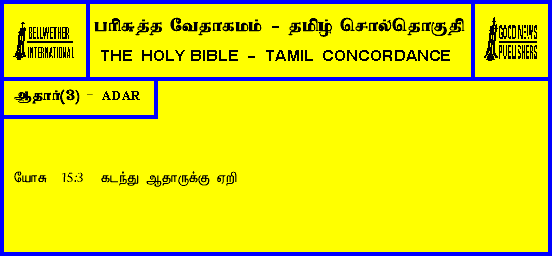 BELLWETHER
INTERNATIONAL
பரிசுத்த வேதாகமம் - தமிழ் சொல்தொகுதி
THE HOLY BIBLE - TAMIL CONCORDANCE
GOOD NEWS
PUBLISHERS
ஆதார்(3) - ADAR
யோசு 15:3 கடந்து ஆதாருக்கு ஏறி